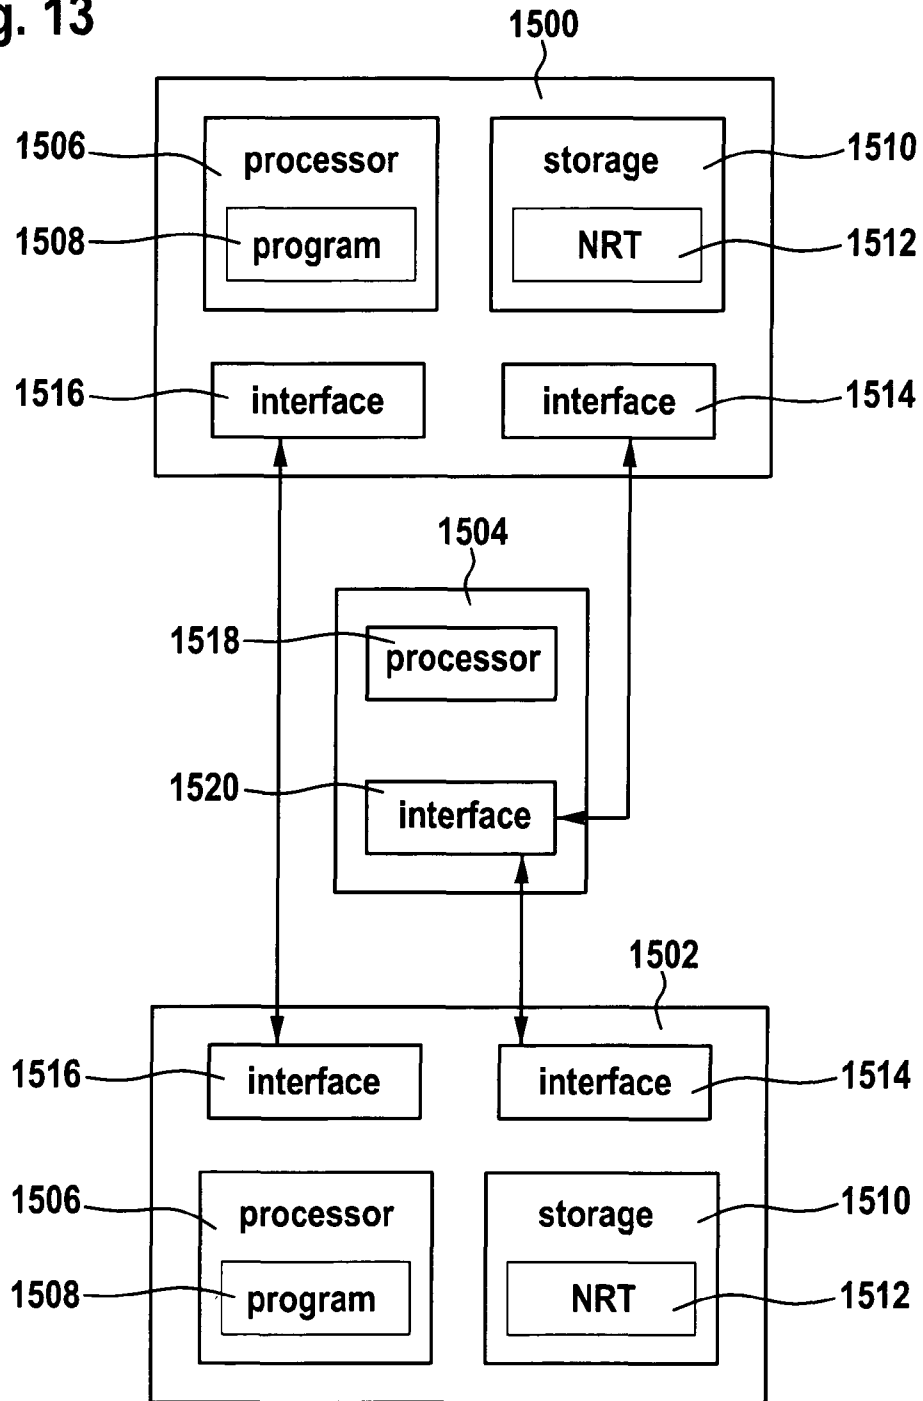 g. 13
1500
1506 processor storage 1510
1508 program NRT 1512
1516 interface interface 1514
1504
1518 processor
1520 interface
1502
1516 interface interface 1514
1506 processor storage 1510
1508 program NRT 1512